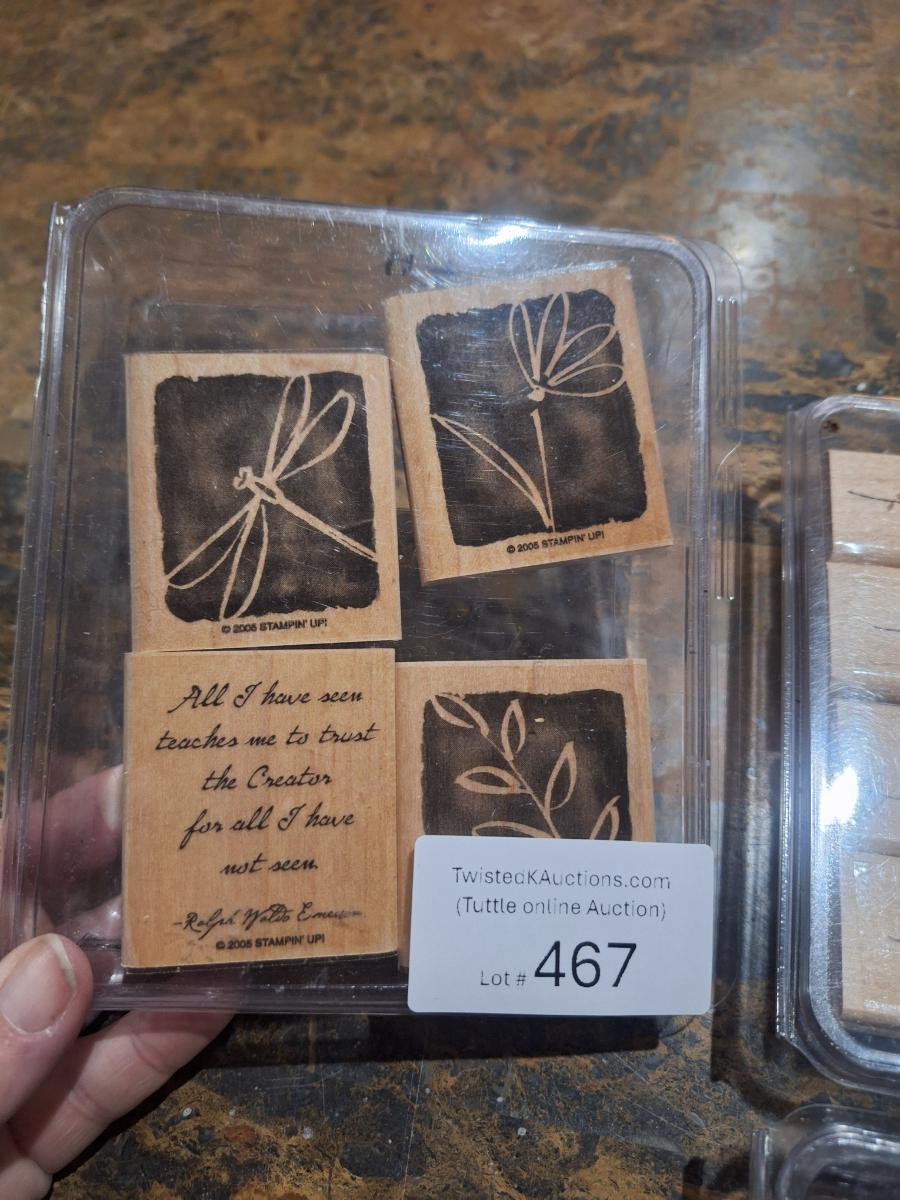 © 2005 STAMPIN' UP!
© 2005 STAMPIN' UP!
All I have seen
teaches me to trust
the Creator
for all I have
not seen.
-Ralph Waldo Emerson
© 2005 STAMPIN' UP!
TwistedKAuctions.com
(Tuttle online Auction)
Lot # 467